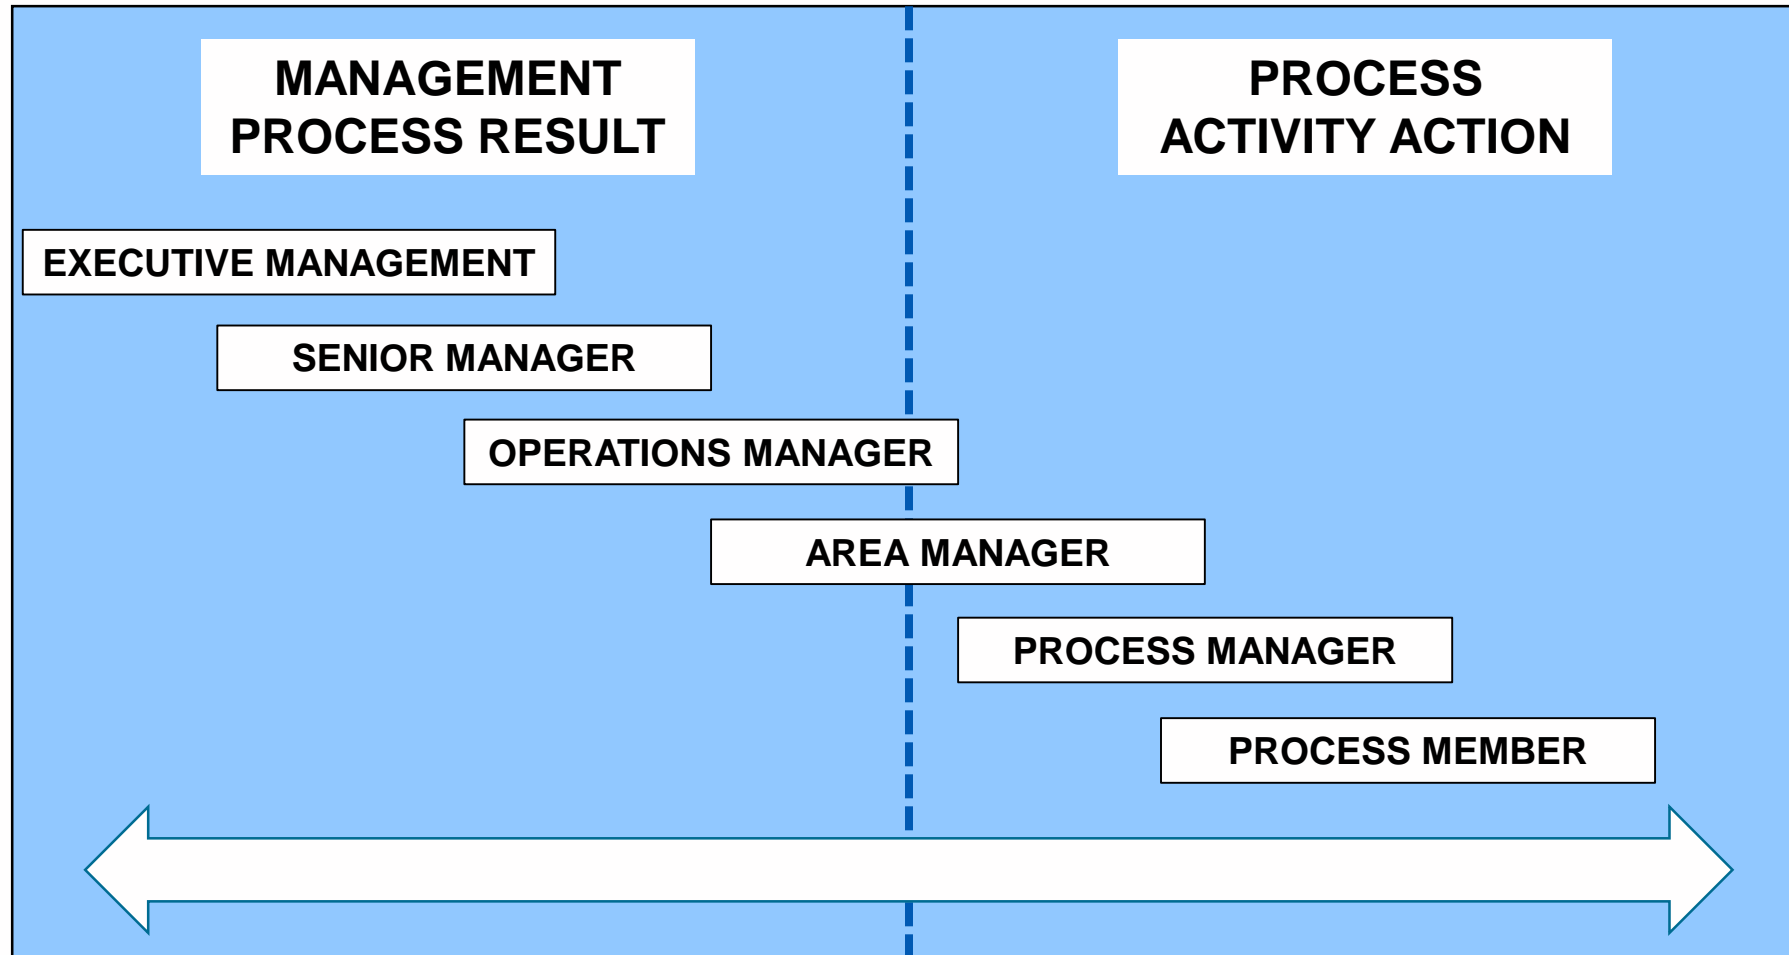 MANAGEMENT
PROCESS RESULT
PROCESS
ACTIVITY ACTION
EXECUTIVE MANAGEMENT
SENIOR MANAGER
OPERATIONS MANAGER
AREA MANAGER
PROCESS MANAGER
PROCESS MEMBER